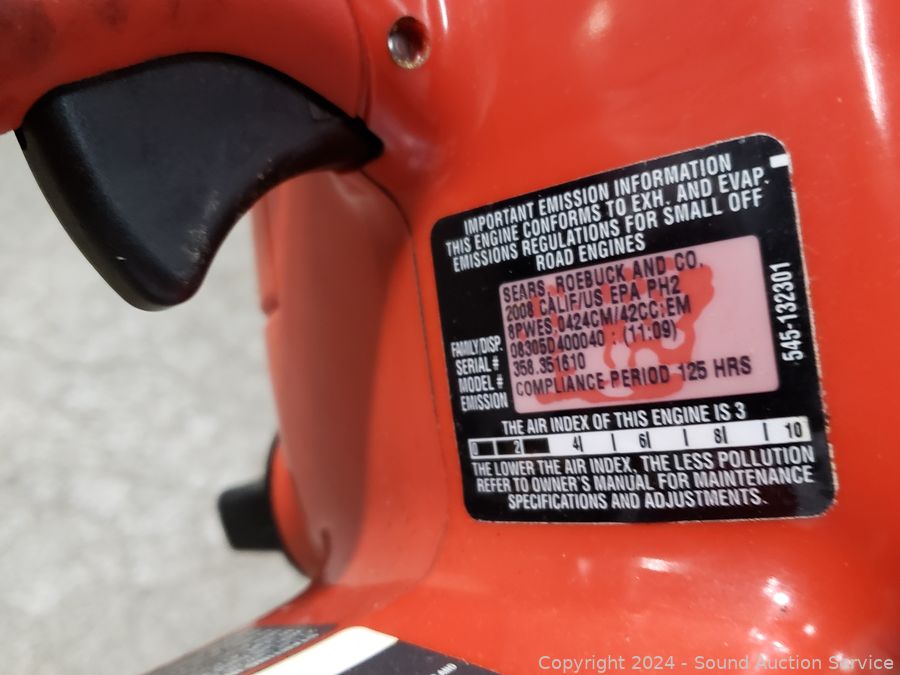 IMPORTANT EMISSION INFORMATION
THIS ENGINE CONFORMS TO EXH. AND EVAP.
EMISSIONS REGULATIONS FOR SMALL OFF
ROAD ENGINES
SEARS, ROEBUCK AND CO.
2008 CALIF/US EPA PH2
FAMILY/DISP. 8PWES.0424CM/42CC:EM
SERIAL # 08305D400040 : (11:09)
MODEL # 358.351610
EMISSION COMPLIANCE PERIOD 125 HRS
545-132301
THE AIR INDEX OF THIS ENGINE IS 3
0 2 4 6 8 10
THE LOWER THE AIR INDEX, THE LESS POLLUTION
REFER TO OWNER'S MANUAL FOR MAINTENANCE
SPECIFICATIONS AND ADJUSTMENTS.
AND
Copyright © 2024 - Sound Auction Service